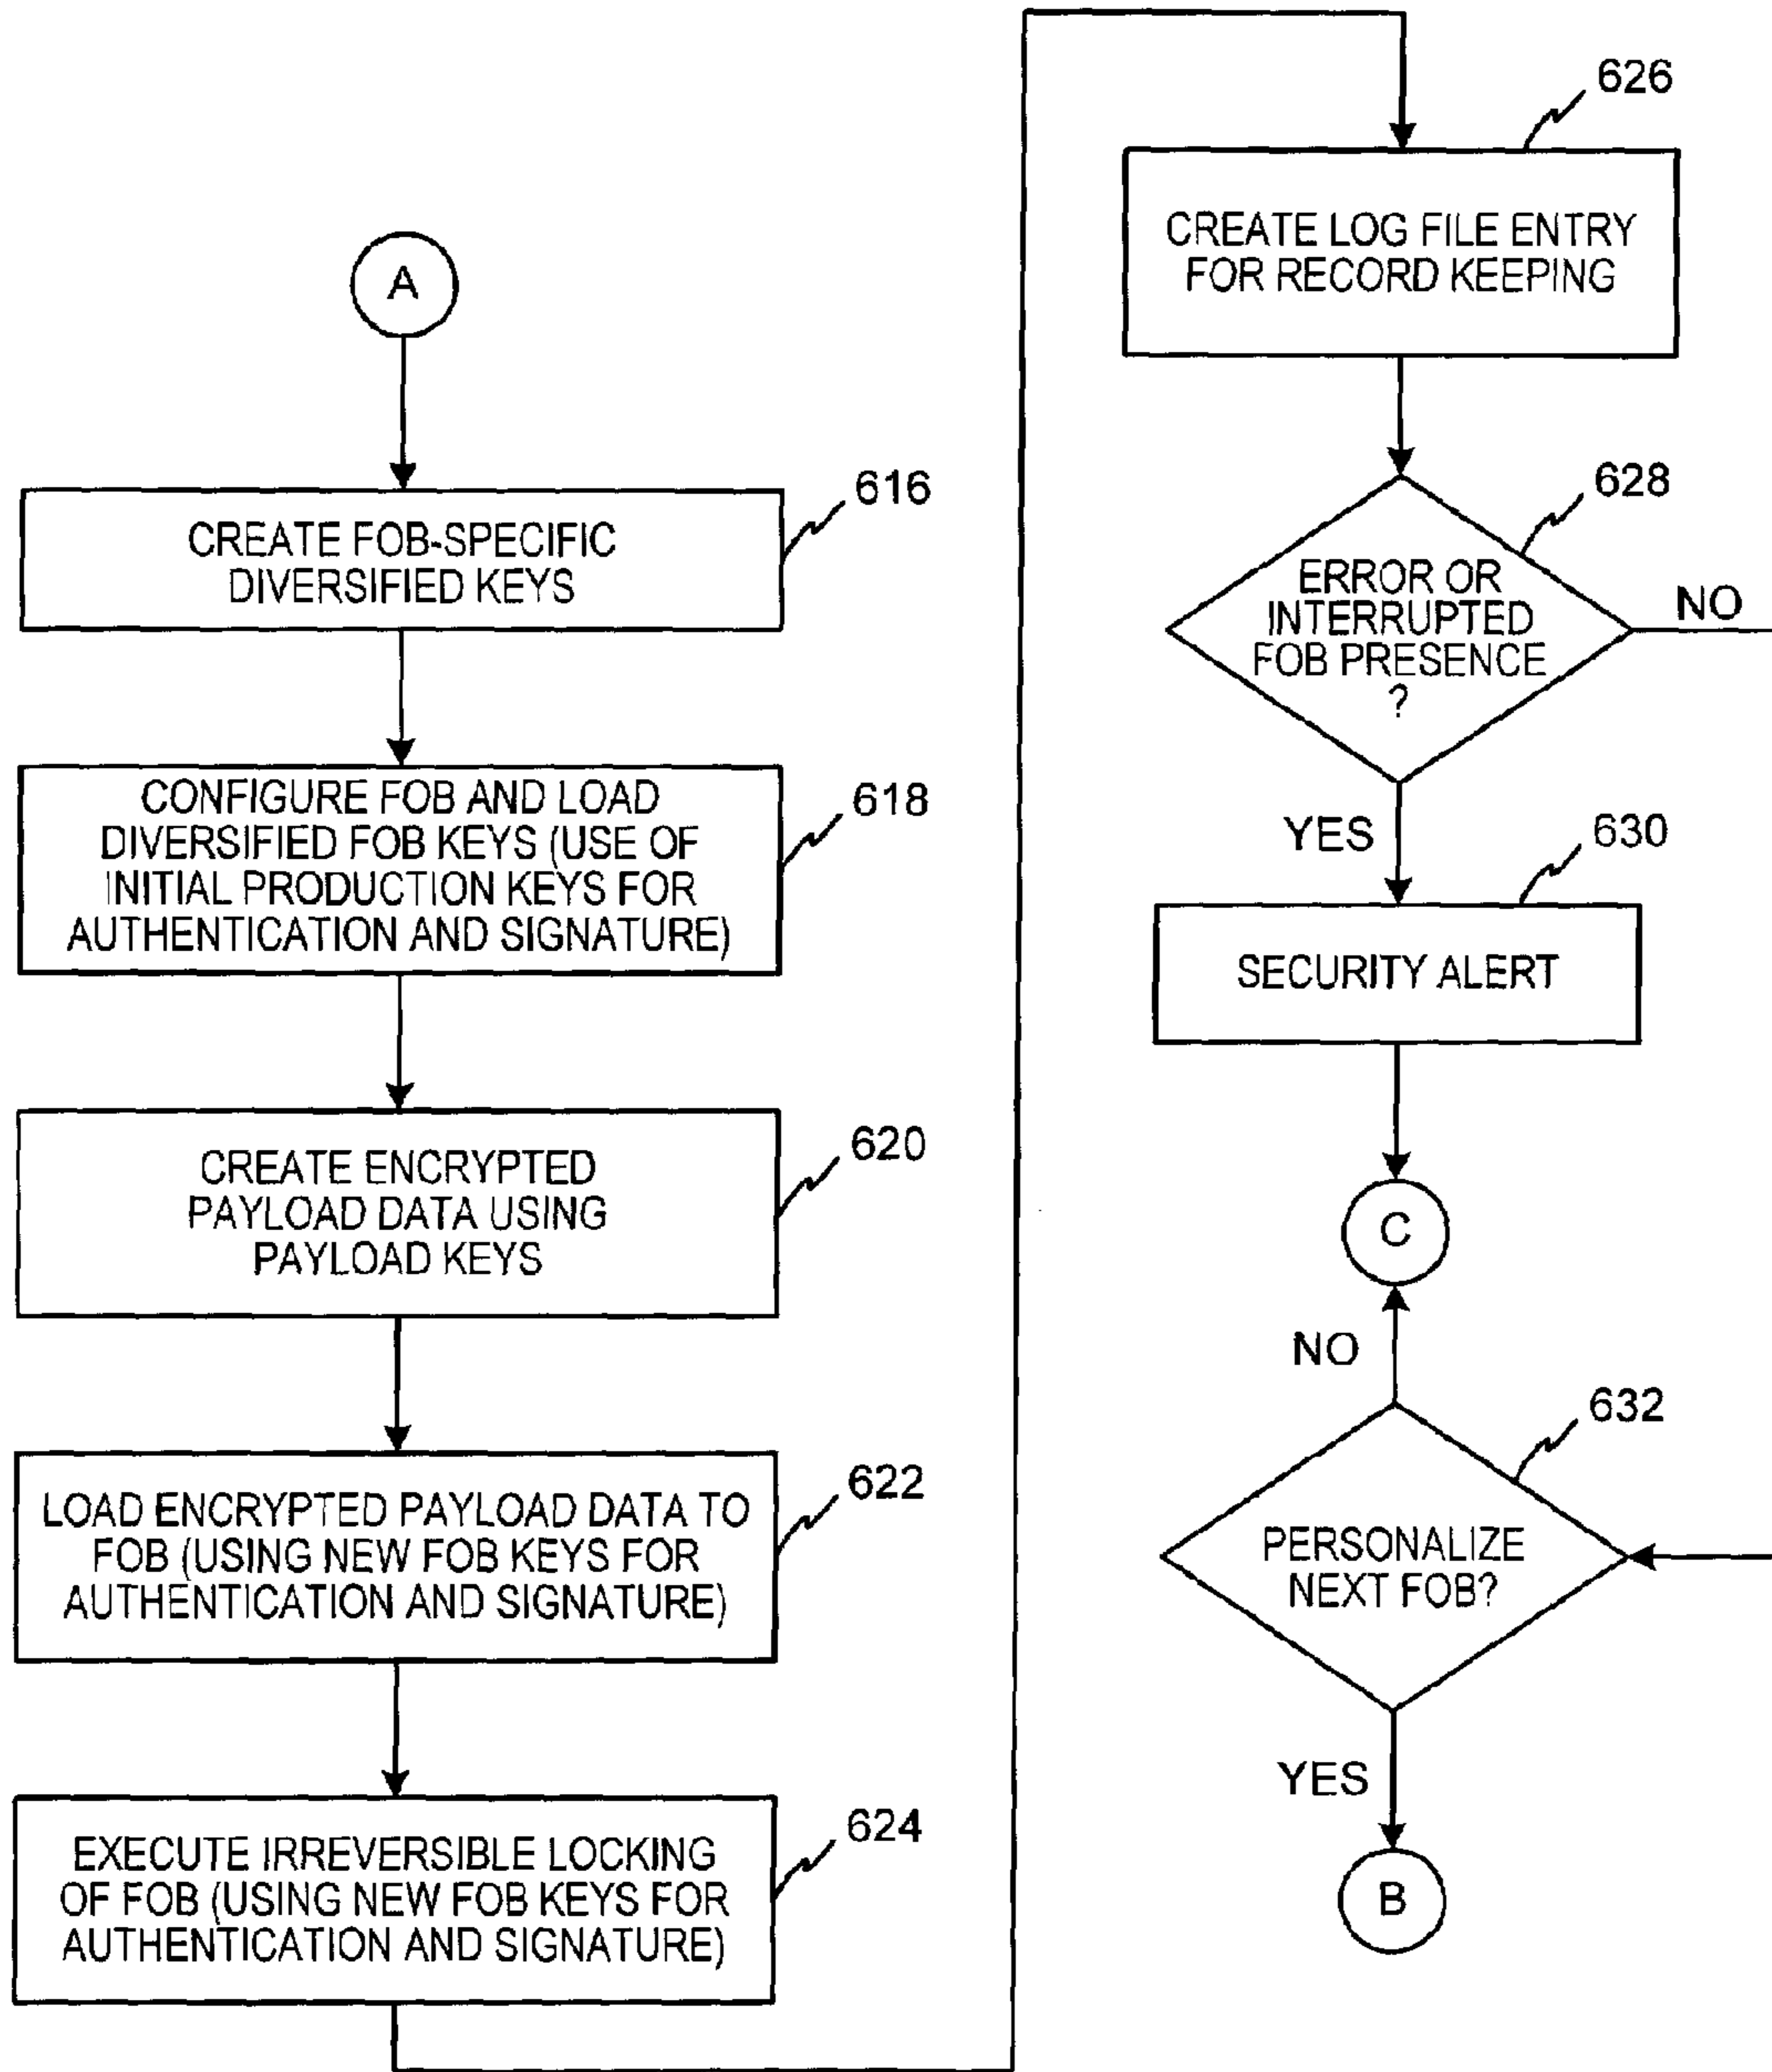 A
616
CREATE FOB-SPECIFIC
DIVERSIFIED KEYS
618
CONFIGURE FOB AND LOAD
DIVERSIFIED FOB KEYS (USE OF
INITIAL PRODUCTION KEYS FOR
AUTHENTICATION AND SIGNATURE)
620
CREATE ENCRYPTED
PAYLOAD DATA USING
PAYLOAD KEYS
622
LOAD ENCRYPTED PAYLOAD DATA TO
FOB (USING NEW FOB KEYS FOR
AUTHENTICATION AND SIGNATURE)
624
EXECUTE IRREVERSIBLE LOCKING
OF FOB (USING NEW FOB KEYS FOR
AUTHENTICATION AND SIGNATURE)
626
CREATE LOG FILE ENTRY
FOR RECORD KEEPING
628
ERROR OR
INTERRUPTED
FOB PRESENCE
?
NO
YES
630
SECURITY ALERT
C
NO
632
PERSONALIZE
NEXT FOB?
YES
B